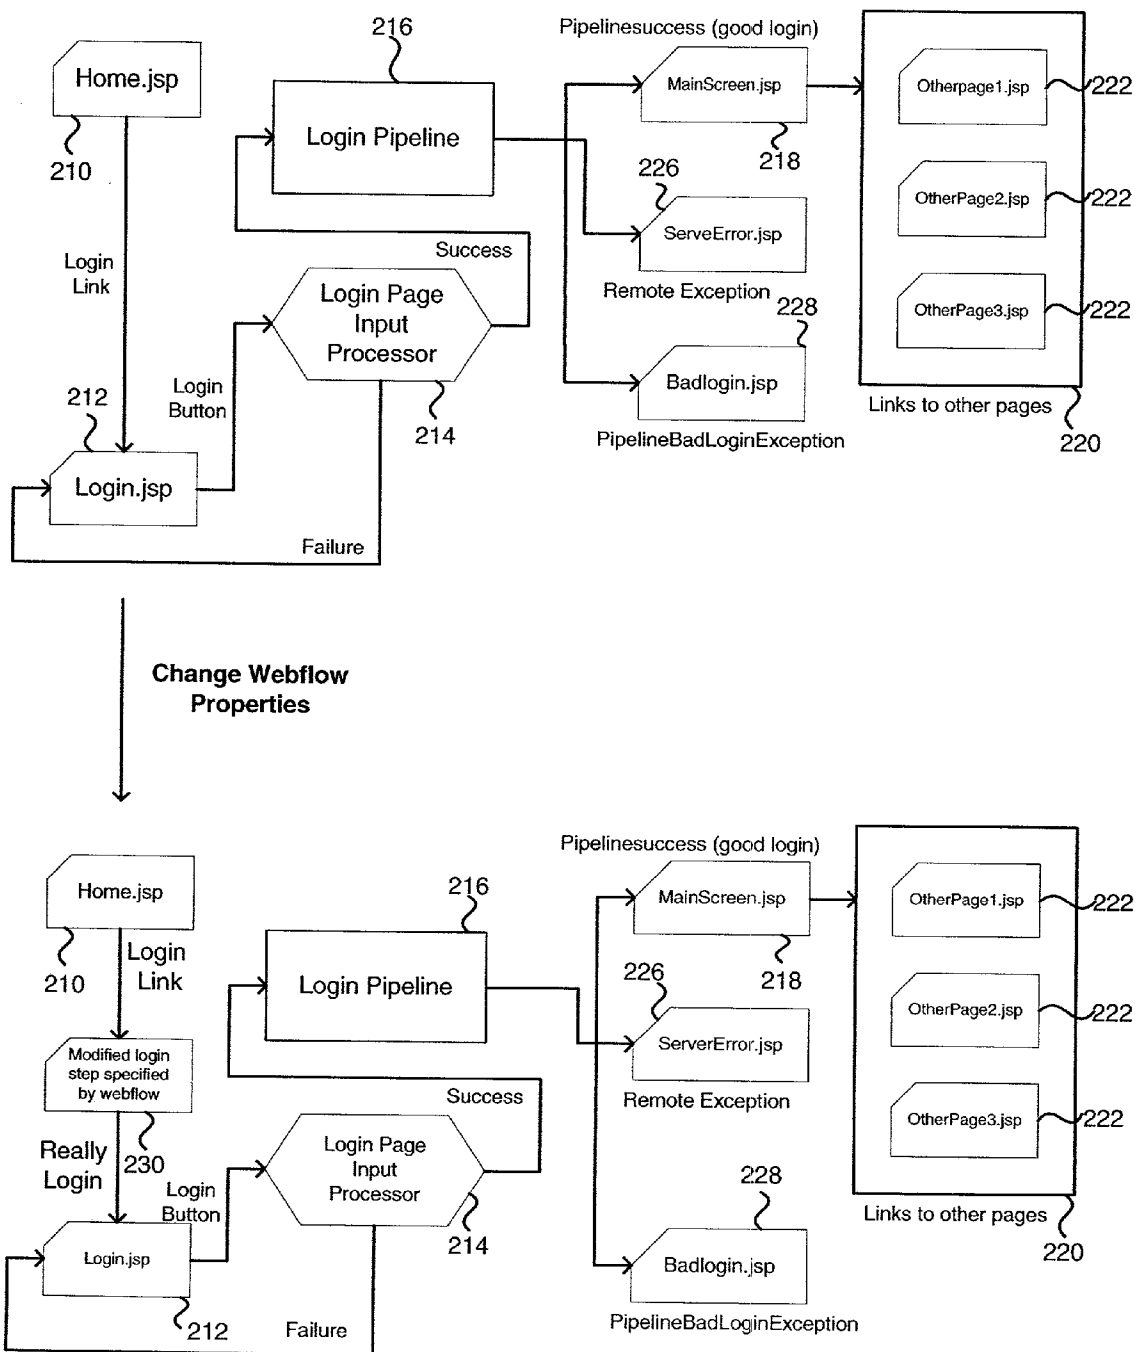 216
Pipelinesuccess (good login)
Home.jsp
MainScreen.jsp
Otherpage1.jsp
222
Login Pipeline
210
218
226
OtherPage2.jsp
222
ServeError.jsp
Success
Login
Link
Remote Exception
Login Page
Input
Processor
OtherPage3.jsp
222
228
Login
Button
Badlogin.jsp
212
214
Links to other pages
PipelineBadLoginException
220
Login.jsp
Failure
Change Webflow
Properties
Pipelinesuccess (good login)
216
Home.jsp
MainScreen.jsp
OtherPage1.jsp
222
Login
Link
210
Login Pipeline
218
226
OtherPage2.jsp
222
ServerError.jsp
Modified login
step specified
by webflow
Success
Remote Exception
OtherPage3.jsp
222
Really
Login
230
Login Page
Input
Processor
Login
Button
228
Links to other pages
214
220
Login.jsp
Badlogin.jsp
212
Failure
PipelineBadLoginException